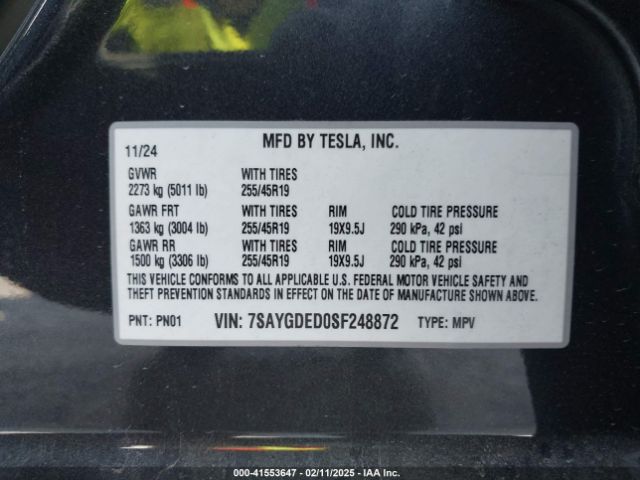 MFD BY TESLA, INC.
11/24
GVWR WITH TIRES
2273 kg (5011 lb) 255/45R19
GAWR FRT WITH TIRES RIM COLD TIRE PRESSURE
1363 kg (3004 lb) 255/45R19 19X9.5J 290 kPa, 42 psi
GAWR RR WITH TIRES RIM COLD TIRE PRESSURE
1500 kg (3306 lb) 255/45R19 19X9.5J 290 kPa, 42 psi
THIS VEHICLE CONFORMS TO ALL APPLICABLE U.S. FEDERAL MOTOR VEHICLE SAFETY AND
THEFT PREVENTION STANDARDS IN EFFECT ON THE DATE OF MANUFACTURE SHOWN ABOVE.
PNT: PN01 VIN: 7SAYGDED0SF248872 TYPE: MPV
000-41553647 - 02/11/2025 - IAAI.COM